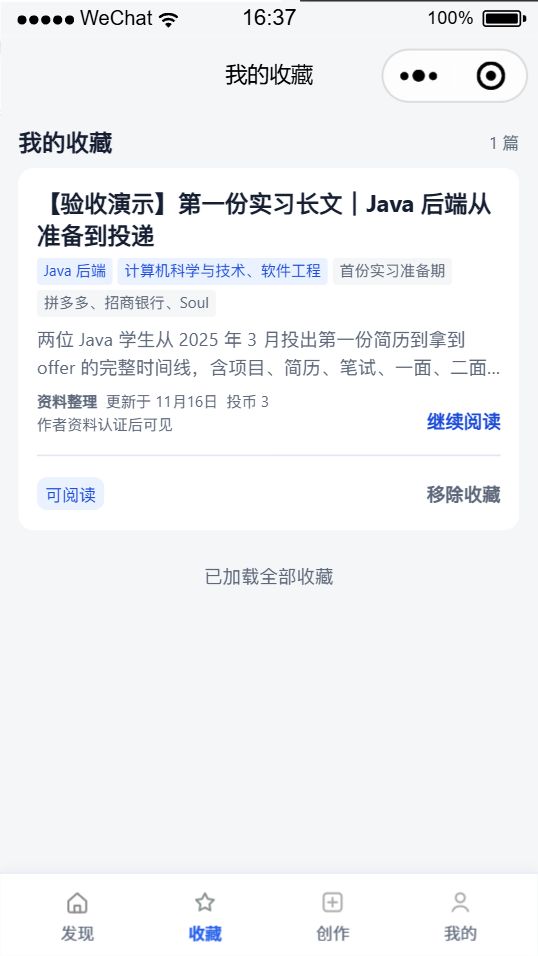 WeChat 16:37 100%
我的收藏
我的收藏 1 篇
【验收演示】第一份实习长文｜Java 后端从
准备到投递
Java 后端 计算机科学与技术、软件工程 首份实习准备期
拼多多、招商银行、Soul
两位 Java 学生从 2025 年 3 月投出第一份简历到拿到
offer 的完整时间线，含项目、简历、笔试、一面、二面...
资料整理 更新于 11月16日 投币 3
作者资料认证后可见 继续阅读
可阅读 移除收藏
已加载全部收藏
发现 收藏 创作 我的